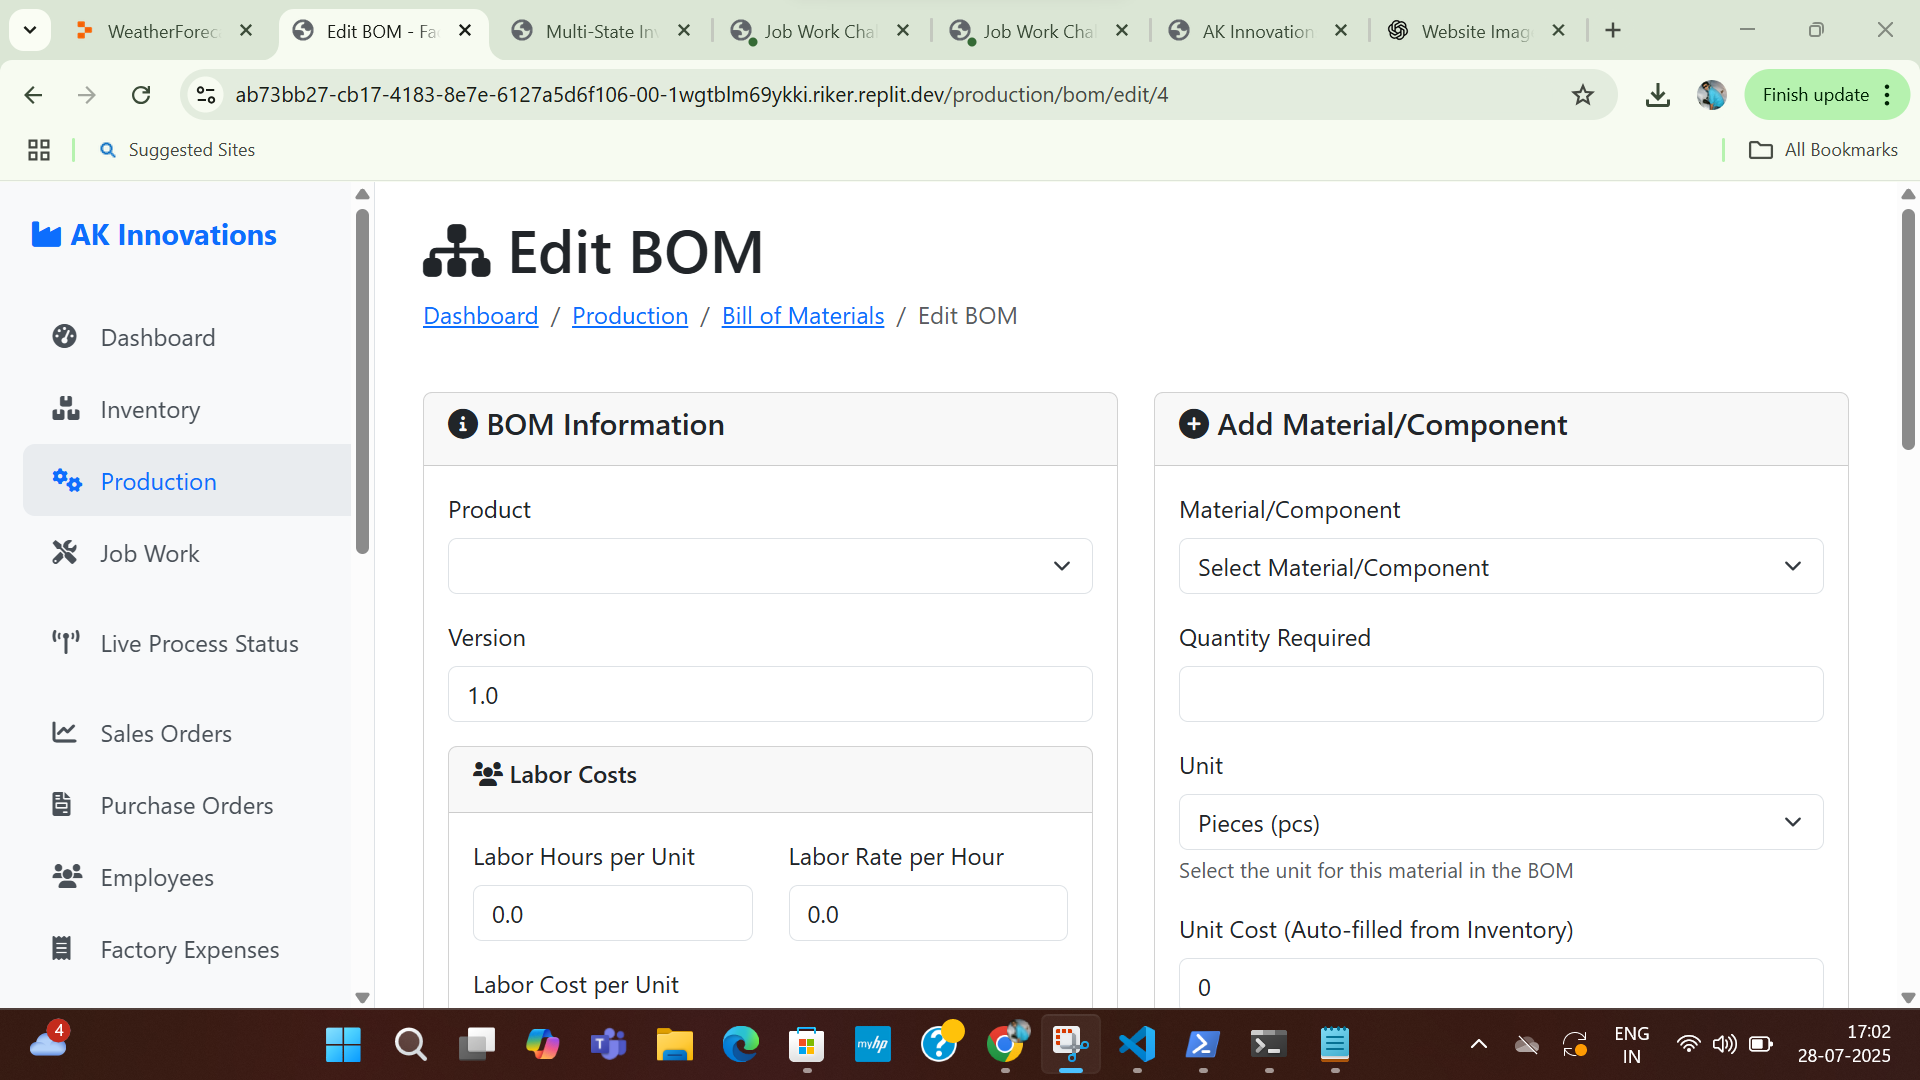 WeatherForec
Edit BOM - Fa
Multi-State In
Job Work Chal
Job Work Chal
AK Innovation
Website Imag
ab73bb27-cb17-4183-8e7e-6127a5d6f106-00-1wgtblm69ykki.riker.replit.dev/production/bom/edit/4
Finish update
Suggested Sites
All Bookmarks
AK Innovations
Dashboard
Inventory
Production
Job Work
Live Process Status
Sales Orders
Purchase Orders
Employees
Factory Expenses
Edit BOM
Dashboard / Production / Bill of Materials / Edit BOM
BOM Information
Product
Version
1.0
Labor Costs
Labor Hours per Unit
Labor Rate per Hour
0.0
0.0
Labor Cost per Unit
Add Material/Component
Material/Component
Select Material/Component
Quantity Required
Unit
Pieces (pcs)
Select the unit for this material in the BOM
Unit Cost (Auto-filled from Inventory)
0
4
myhp
ENG
IN
17:02
28-07-2025